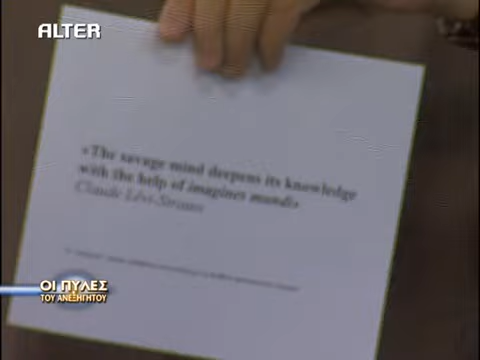 ALTER
«The savage mind deepens its knowledge
with the help of imagines mundi»
Claude Lévi-Strauss
ΟΙ ΠΥΛΕΣ
ΤΟΥ ΑΝΕΞΗΓΗΤΟΥ